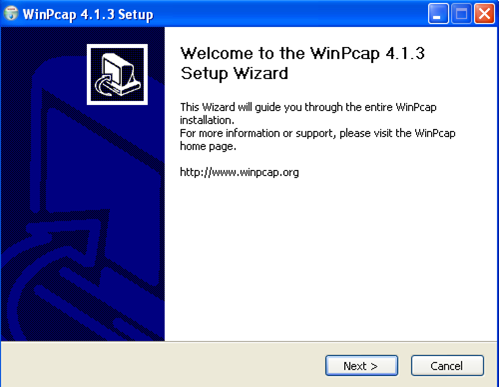 WinPcap 4.1.3 Setup
Welcome to the WinPcap 4.1.3
Setup Wizard
This Wizard will guide you through the entire WinPcap
installation.
For more information or support, please visit the WinPcap
home page.
http://www.winpcap.org
Next >
Cancel